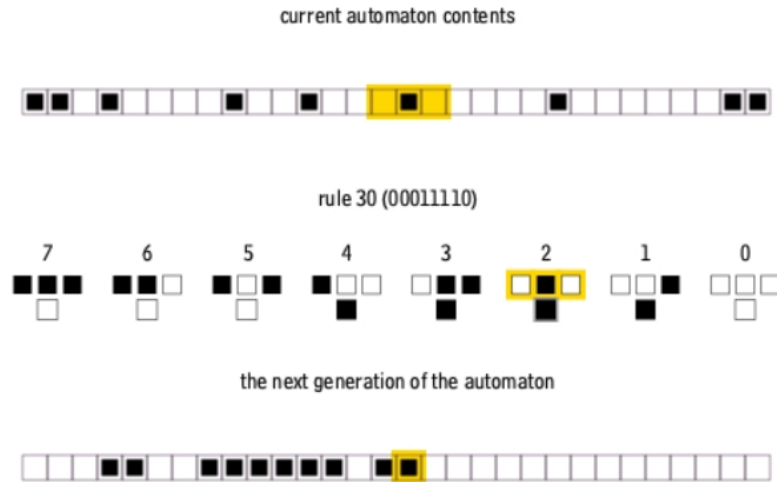 current automaton contents
rule 30 (00011110)
7 6 5 4 3 2 1 0
the next generation of the automaton